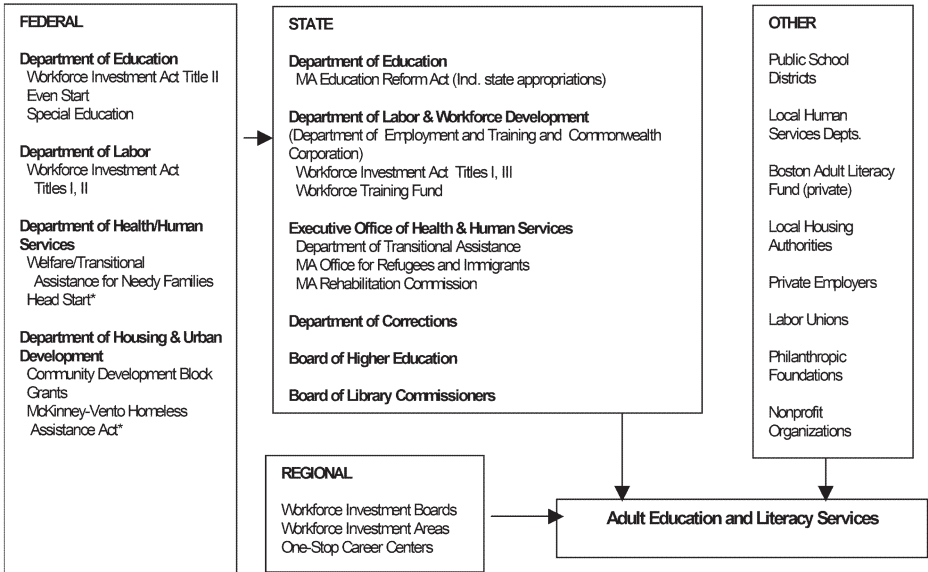 FEDERAL
Department of Education
Workforce Investment Act Title II
Even Start
Special Education
Department of Labor
Workforce Investment Act
Titles I, II
Department of Health/Human
Services
Welfare/Transitional
Assistance for Needy Families
Head Start*
Department of Housing & Urban
Development
Community Development Block
Grants
McKinney-Vento Homeless
Assistance Act*
STATE
Department of Education
MA Education Reform Act (Incl. state appropriations)
Department of Labor & Workforce Development
(Department of Employment and Training and Commonwealth
Corporation)
Workforce Investment Act Titles I, III
Workforce Training Fund
Executive Office of Health & Human Services
Department of Transitional Assistance
MA Office for Refugees and Immigrants
MA Rehabilitation Commission
Department of Corrections
Board of Higher Education
Board of Library Commissioners
OTHER
Public School
Districts
Local Human
Services Depts.
Boston Adult Literacy
Fund (private)
Local Housing
Authorities
Private Employers
Labor Unions
Philanthropic
Foundations
Nonprofit
Organizations
REGIONAL
Workforce Investment Boards
Workforce Investment Areas
One-Stop Career Centers
Adult Education and Literacy Services